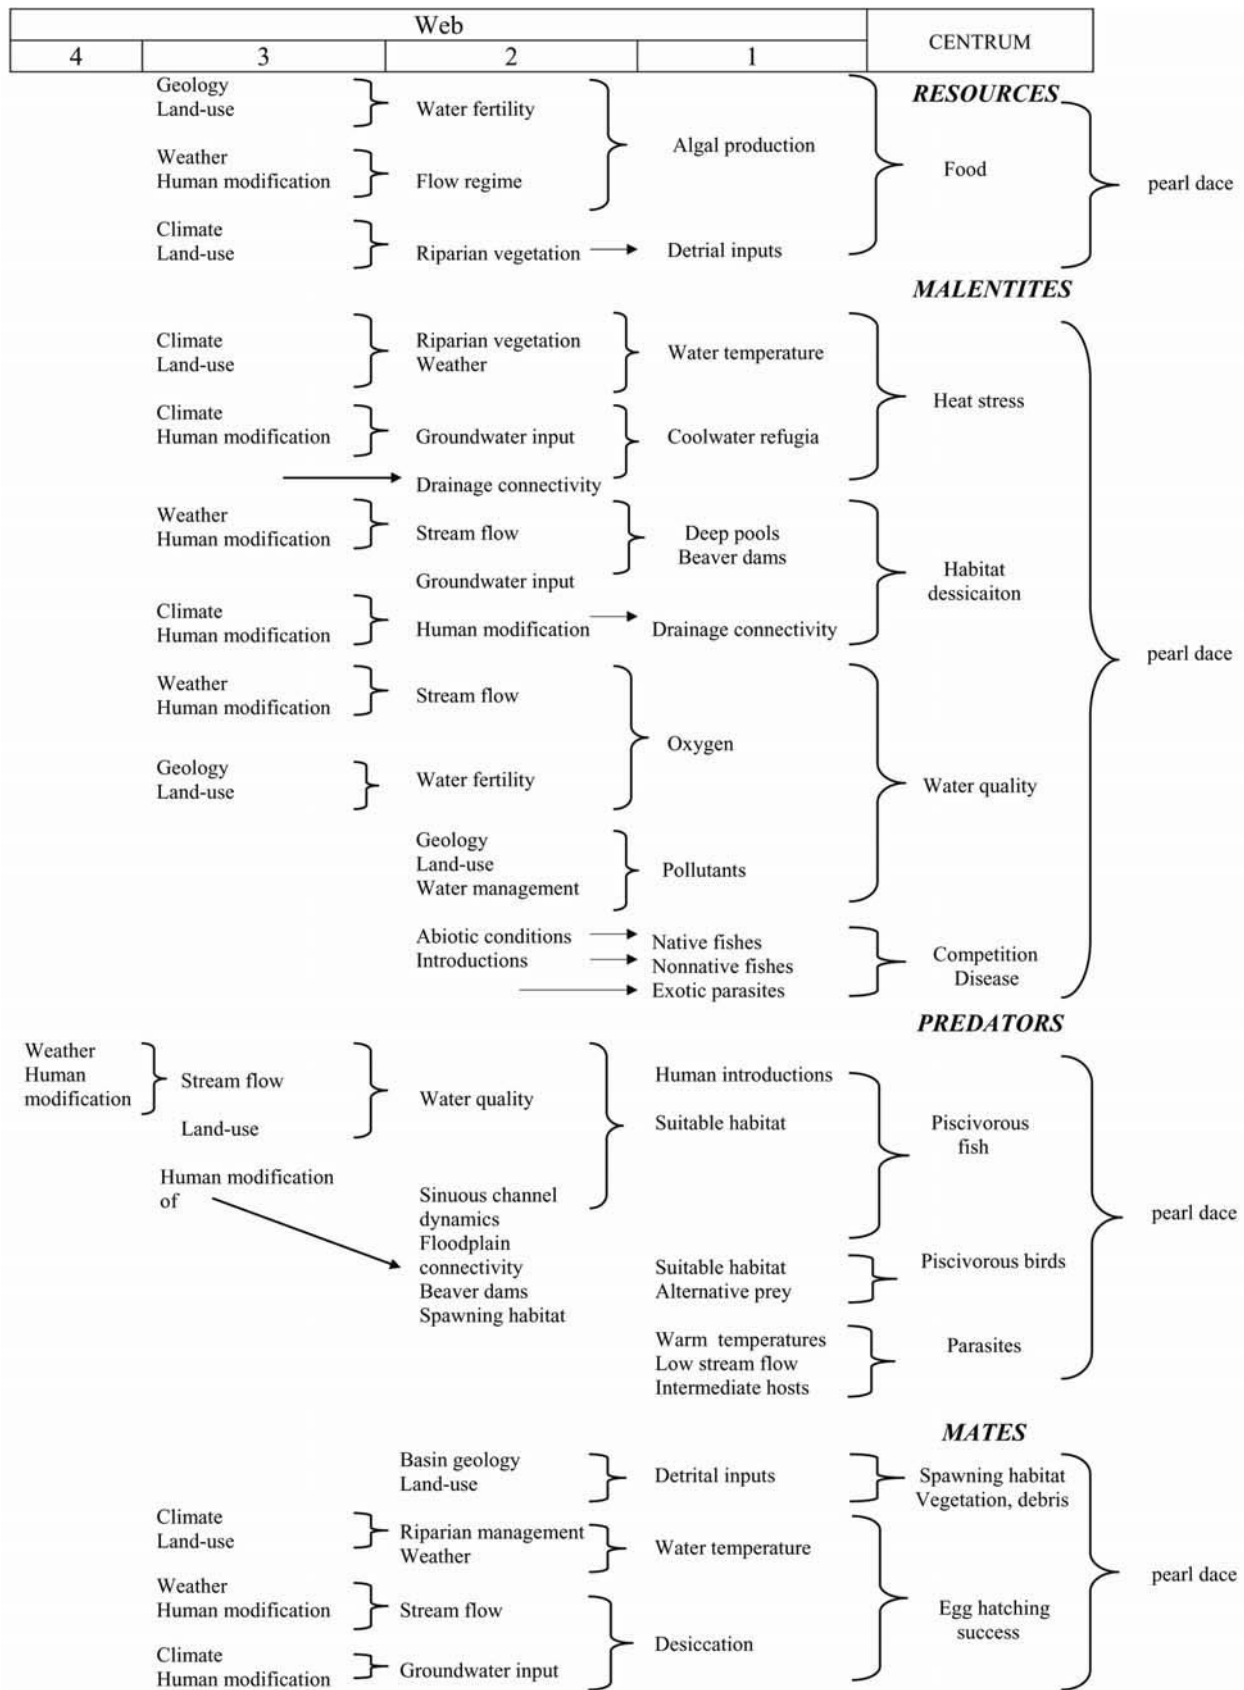 Web
CENTRUM
4 3 2 1
RESOURCES
Geology
Land-use
Water fertility
Algal production
Weather
Human modification
Flow regime
Food
pearl dace
Climate
Land-use
Riparian vegetation
Detrial inputs
MALENTITES
Climate
Land-use
Riparian vegetation
Weather
Water temperature
Heat stress
Climate
Human modification
Groundwater input
Coolwater refugia
Drainage connectivity
Weather
Human modification
Stream flow
Deep pools
Beaver dams
Groundwater input
Habitat
dessicaiton
Climate
Human modification
Human modification
Drainage connectivity
pearl dace
Weather
Human modification
Stream flow
Oxygen
Geology
Land-use
Water fertility
Water quality
Geology
Land-use
Water management
Pollutants
Abiotic conditions
Introductions
Native fishes
Nonnative fishes
Exotic parasites
Competition
Disease
PREDATORS
Weather
Human
modification
Stream flow
Land-use
Water quality
Human introductions
Suitable habitat
Piscivorous
fish
Human modification
of
Sinuous channel
dynamics
Floodplain
connectivity
Beaver dams
Spawning habitat
pearl dace
Suitable habitat
Alternative prey
Piscivorous birds
Warm temperatures
Low stream flow
Intermediate hosts
Parasites
MATES
Basin geology
Land-use
Detrital inputs
Spawning habitat
Vegetation, debris
Climate
Land-use
Riparian management
Weather
Water temperature
pearl dace
Weather
Human modification
Stream flow
Desiccation
Egg hatching
success
Climate
Human modification
Groundwater input